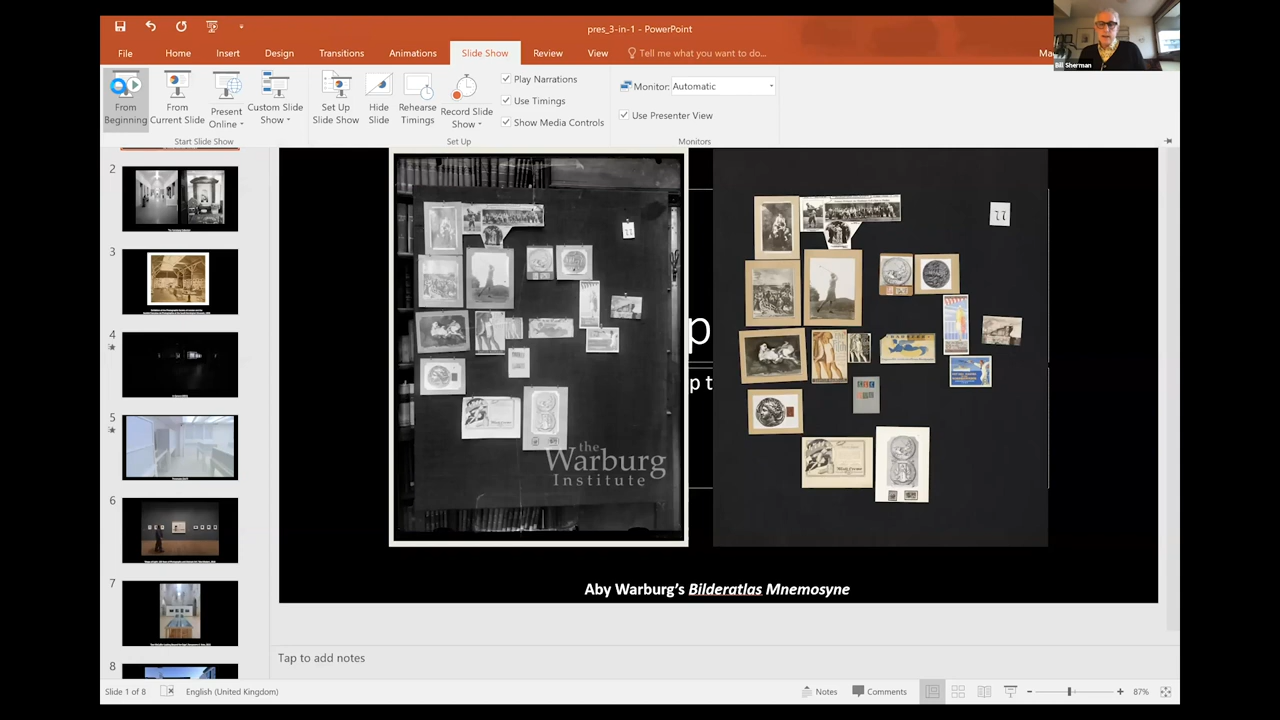 pres_3-in-1 - PowerPoint
File Home Insert Design Transitions Animations Slide Show Review View Tell me what you want to do... Ma
Bill Sherman
From Beginning
From Current Slide
Present Online
Custom Slide Show
Set Up Slide Show
Hide Slide
Rehearse Timings
Record Slide Show
Play Narrations
Use Timings
Show Media Controls
Monitor: Automatic
Use Presenter View
Start Slide Show
Set Up
Monitors
2
3
4
5
6
7
8
77
77
p
p t
the
Warburg
Institute
Aby Warburg's Bilderatlas Mnemosyne
Tap to add notes
Slide 1 of 8 English (United Kingdom) Notes Comments 87%